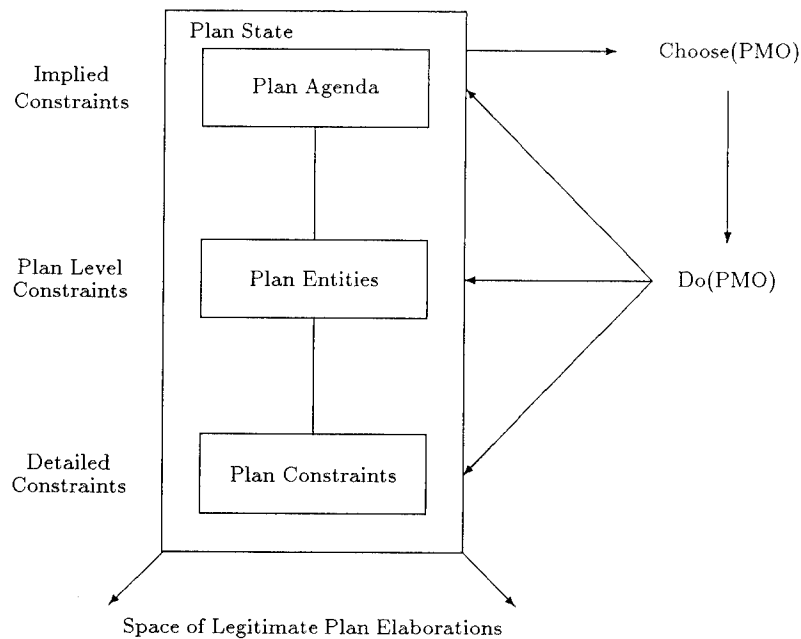 Plan State
Implied
Constraints
Plan Agenda
Choose(PMO)
Plan Level
Constraints
Plan Entities
Do(PMO)
Detailed
Constraints
Plan Constraints
Space of Legitimate Plan Elaborations